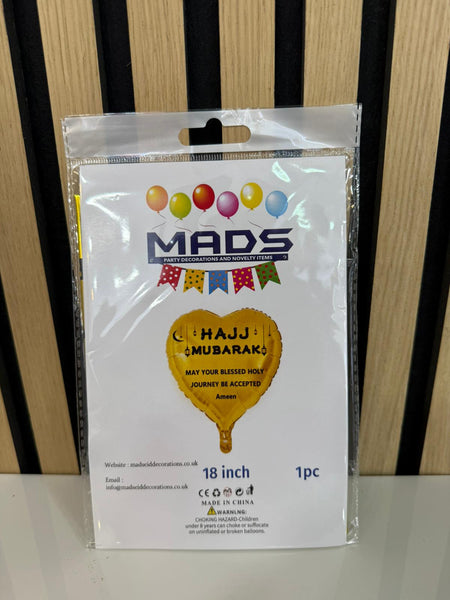 MADS
PARTY DECORATIONS AND NOVELTY ITEMS
HAJJ
MUBARAK
MAY YOUR BLESSED HOLY
JOURNEY BE ACCEPTED
Ameen
Website : madseiddecorations.co.uk
Email :
info@madseiddecorations.co.uk
18 inch
1pc
CE
MADE IN CHINA
WARNLNG:
CHOKING HAZARD-Children
under 8 years can choke or suffocate
on uninflated or broken balloons.